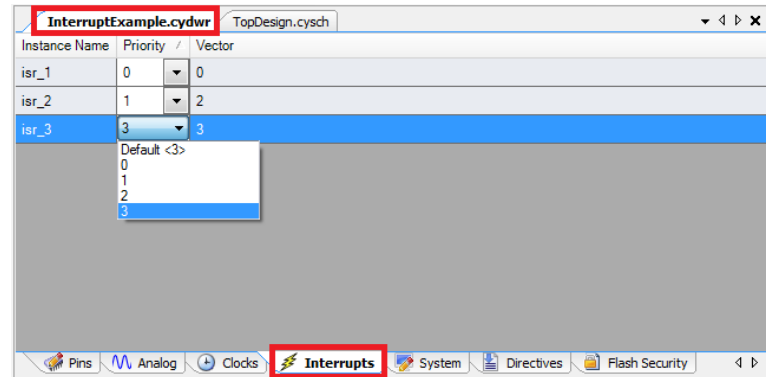 InterruptExample.cydwr TopDesign.cysch
Instance Name Priority / Vector
isr_1 0 0
isr_2 1 2
isr_3 3 3
Default <3>
0
1
2
3
Pins Analog Clocks Interrupts System Directives Flash Security